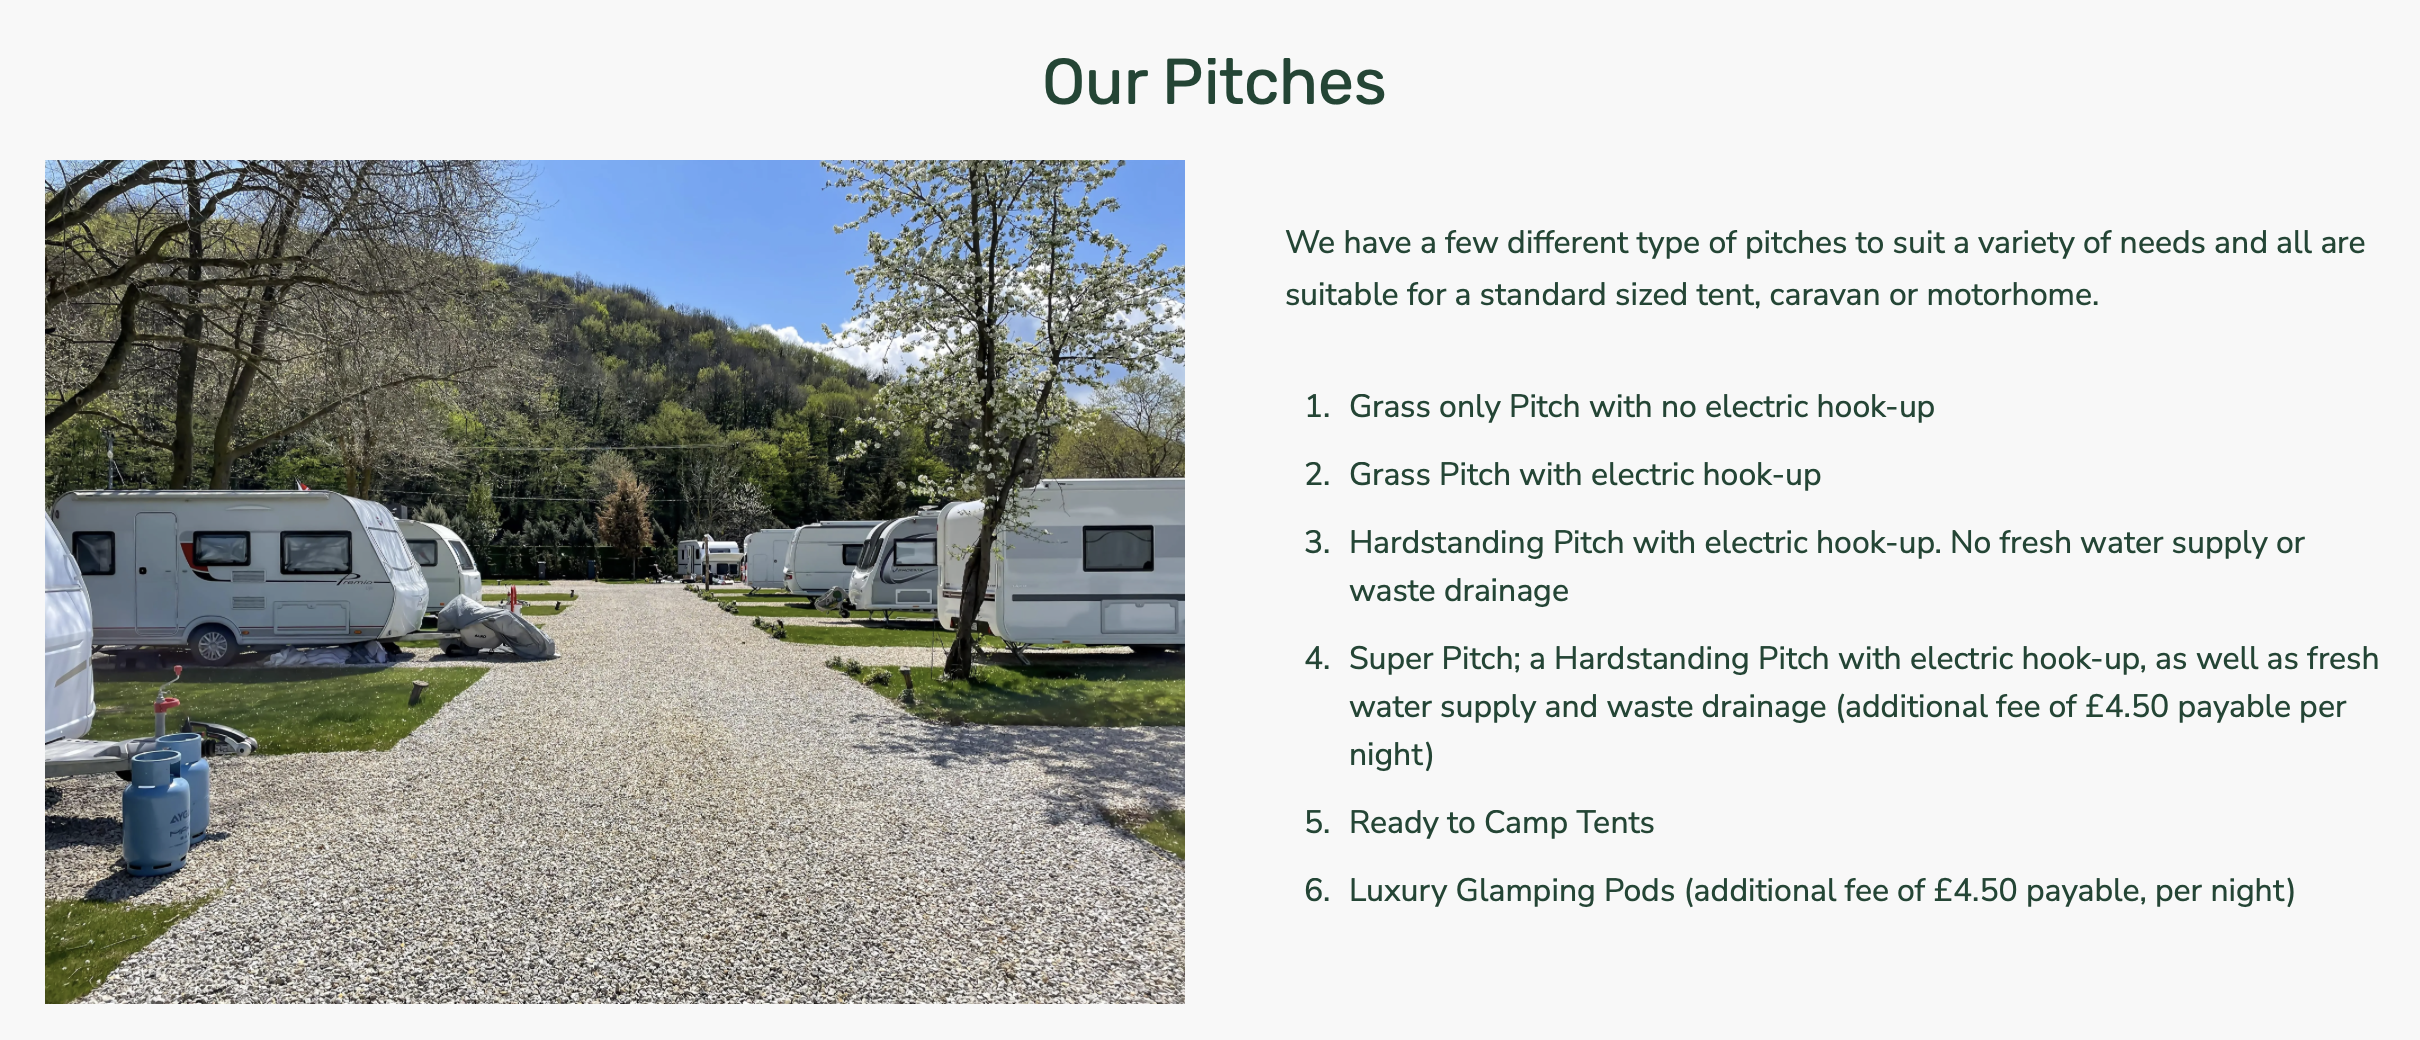 Our Pitches
We have a few different type of pitches to suit a variety of needs and all are
suitable for a standard sized tent, caravan or motorhome.
1. Grass only Pitch with no electric hook-up
2. Grass Pitch with electric hook-up
3. Hardstanding Pitch with electric hook-up. No fresh water supply or
waste drainage
4. Super Pitch; a Hardstanding Pitch with electric hook-up, as well as fresh
water supply and waste drainage (additional fee of £4.50 payable per
night)
5. Ready to Camp Tents
6. Luxury Glamping Pods (additional fee of £4.50 payable, per night)
Premio